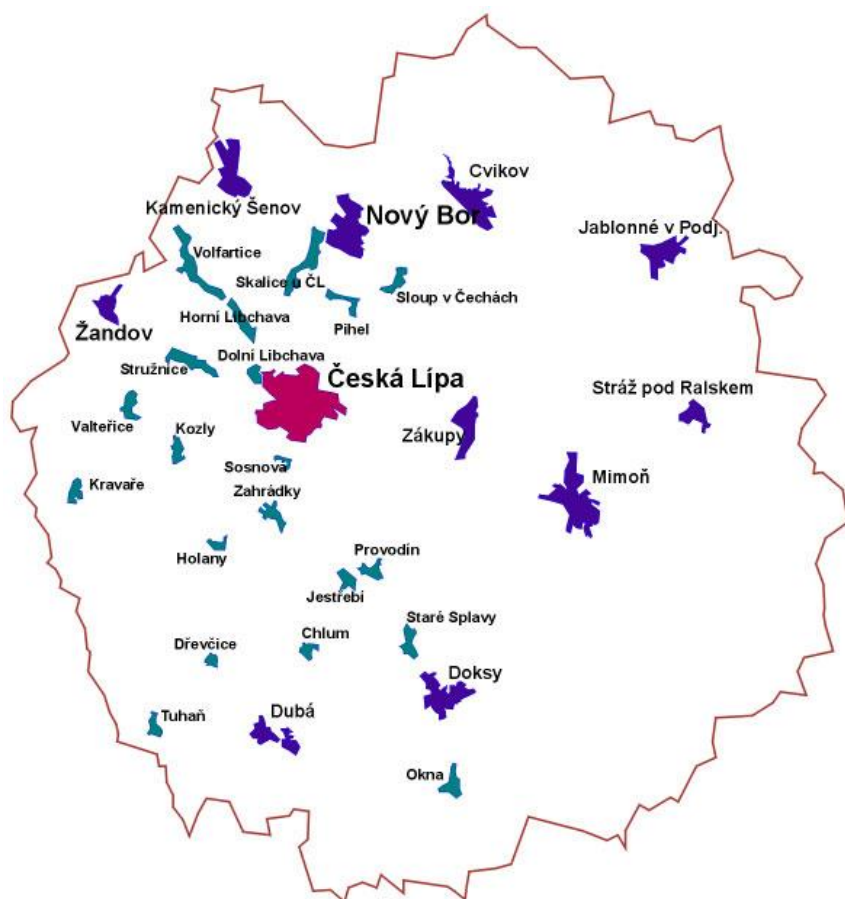 Cvikov
Kamenický Šenov
Nový Bor
Jablonné v Podj.
Volfartice
Skalice u ČL
Sloup v Čechách
Horní Libchava
Pihel
Žandov
Dolní Libchava
Stružnice
Česká Lípa
Stráž pod Ralskem
Valteřice
Kozly
Zákupy
Sosnová
Mimoň
Kravaře
Zahrádky
Holany
Provodín
Jestřebí
Staré Splavy
Dřevčice
Chlum
Doksy
Tuhaň
Dubá
Okna